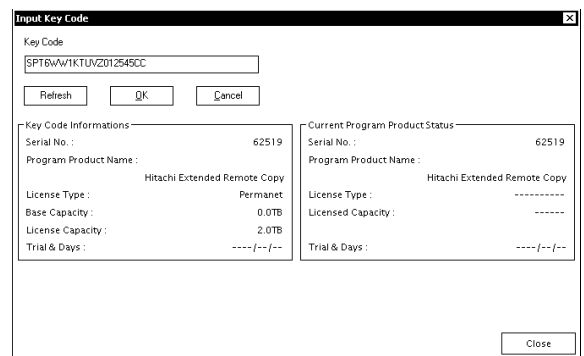 Input Key Code
Key Code
SPT6WW1KTUVZ012545CC
Refresh OK Cancel
Key Code Informations
Serial No. : 62519
Program Product Name :
Hitachi Extended Remote Copy
License Type : Permanet
Base Capacity : 0.0TB
License Capacity : 2.0TB
Trial & Days : ----/--/--
Current Program Product Status
Serial No. : 62519
Program Product Name :
Hitachi Extended Remote Copy
License Type : ----------
Licensed Capacity : ------
Trial & Days : ----/--/--
Close